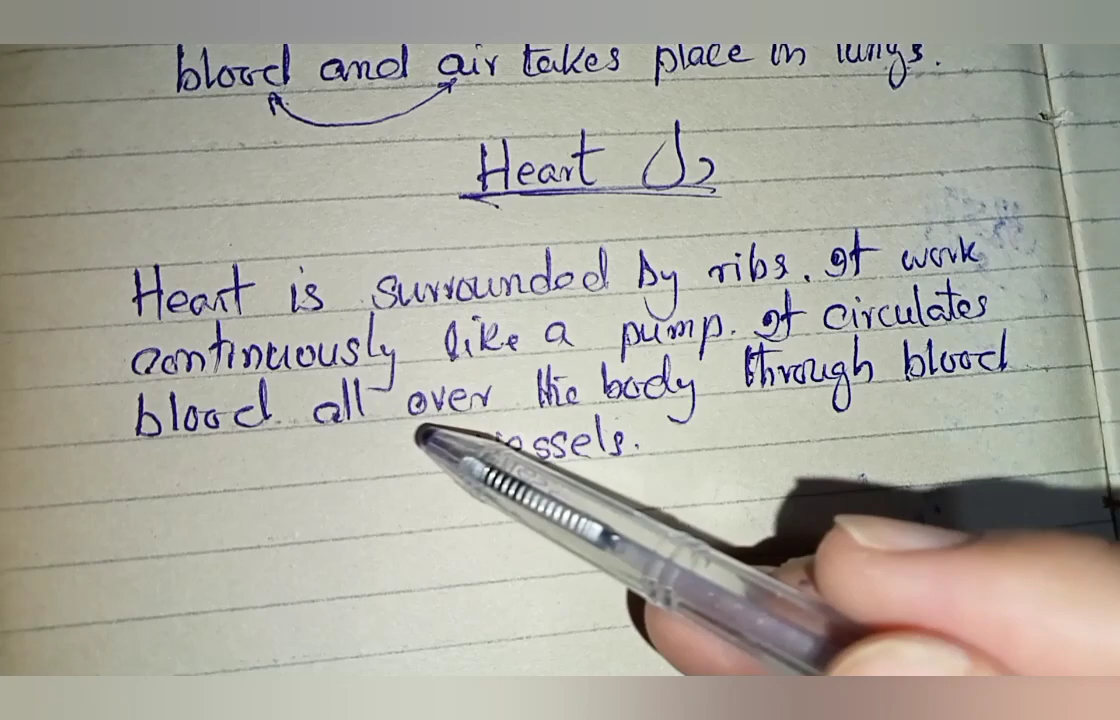 blood and air takes place in lungs.
Heart دل
Heart is surrounded by ribs. It work
continuously like a pump. It circulates
blood all over the body through blood
vessels.